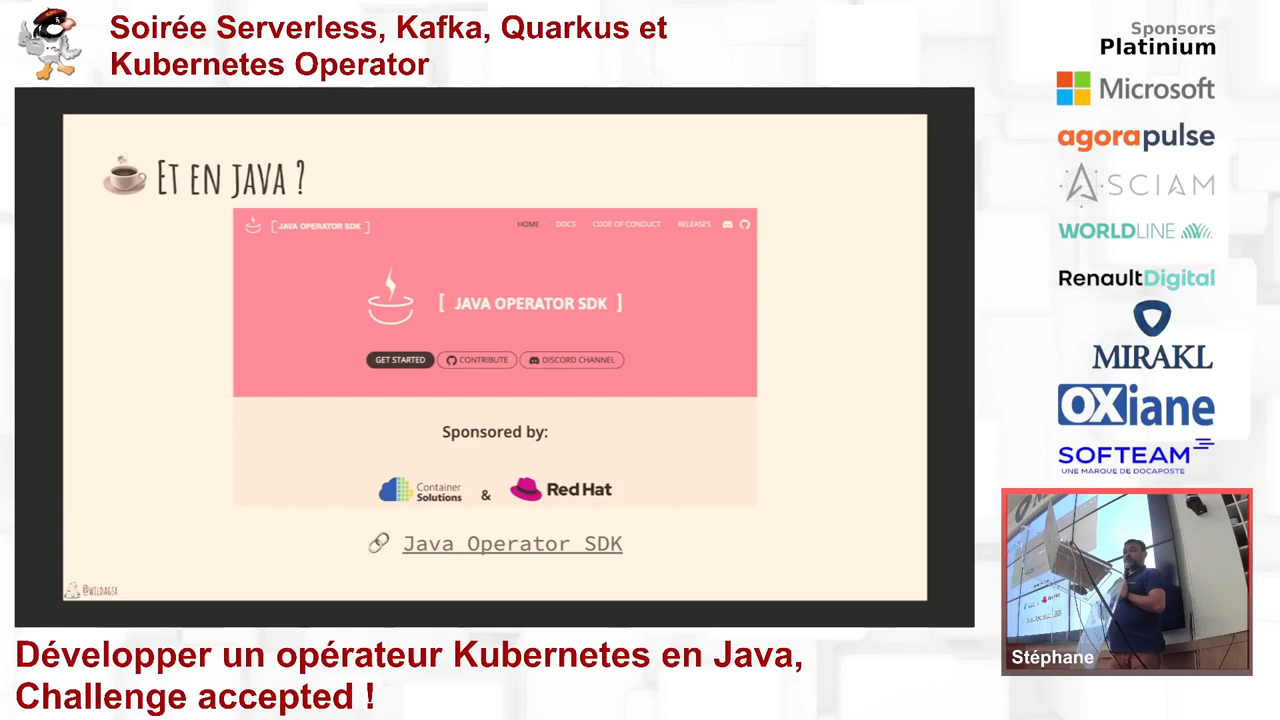 Soirée Serverless, Kafka, Quarkus et
Kubernetes Operator
Et en java ?
[ JAVA OPERATOR SDK ]
HOME DOCS CODE OF CONDUCT RELEASES
[ JAVA OPERATOR SDK ]
GET STARTED CONTRIBUTE DISCORD CHANNEL
Sponsored by:
Container
Solutions & Red Hat
Java Operator SDK
@wildagsx
Développer un opérateur Kubernetes en Java,
Challenge accepted !
Sponsors
Platinium
Microsoft
agorapulse
ASCIAM
WORLDLINE
RenaultDigital
MIRAKL
OXiane
SOFTEAM
UNE MARQUE DE DOCAPOSTE
Stéphane